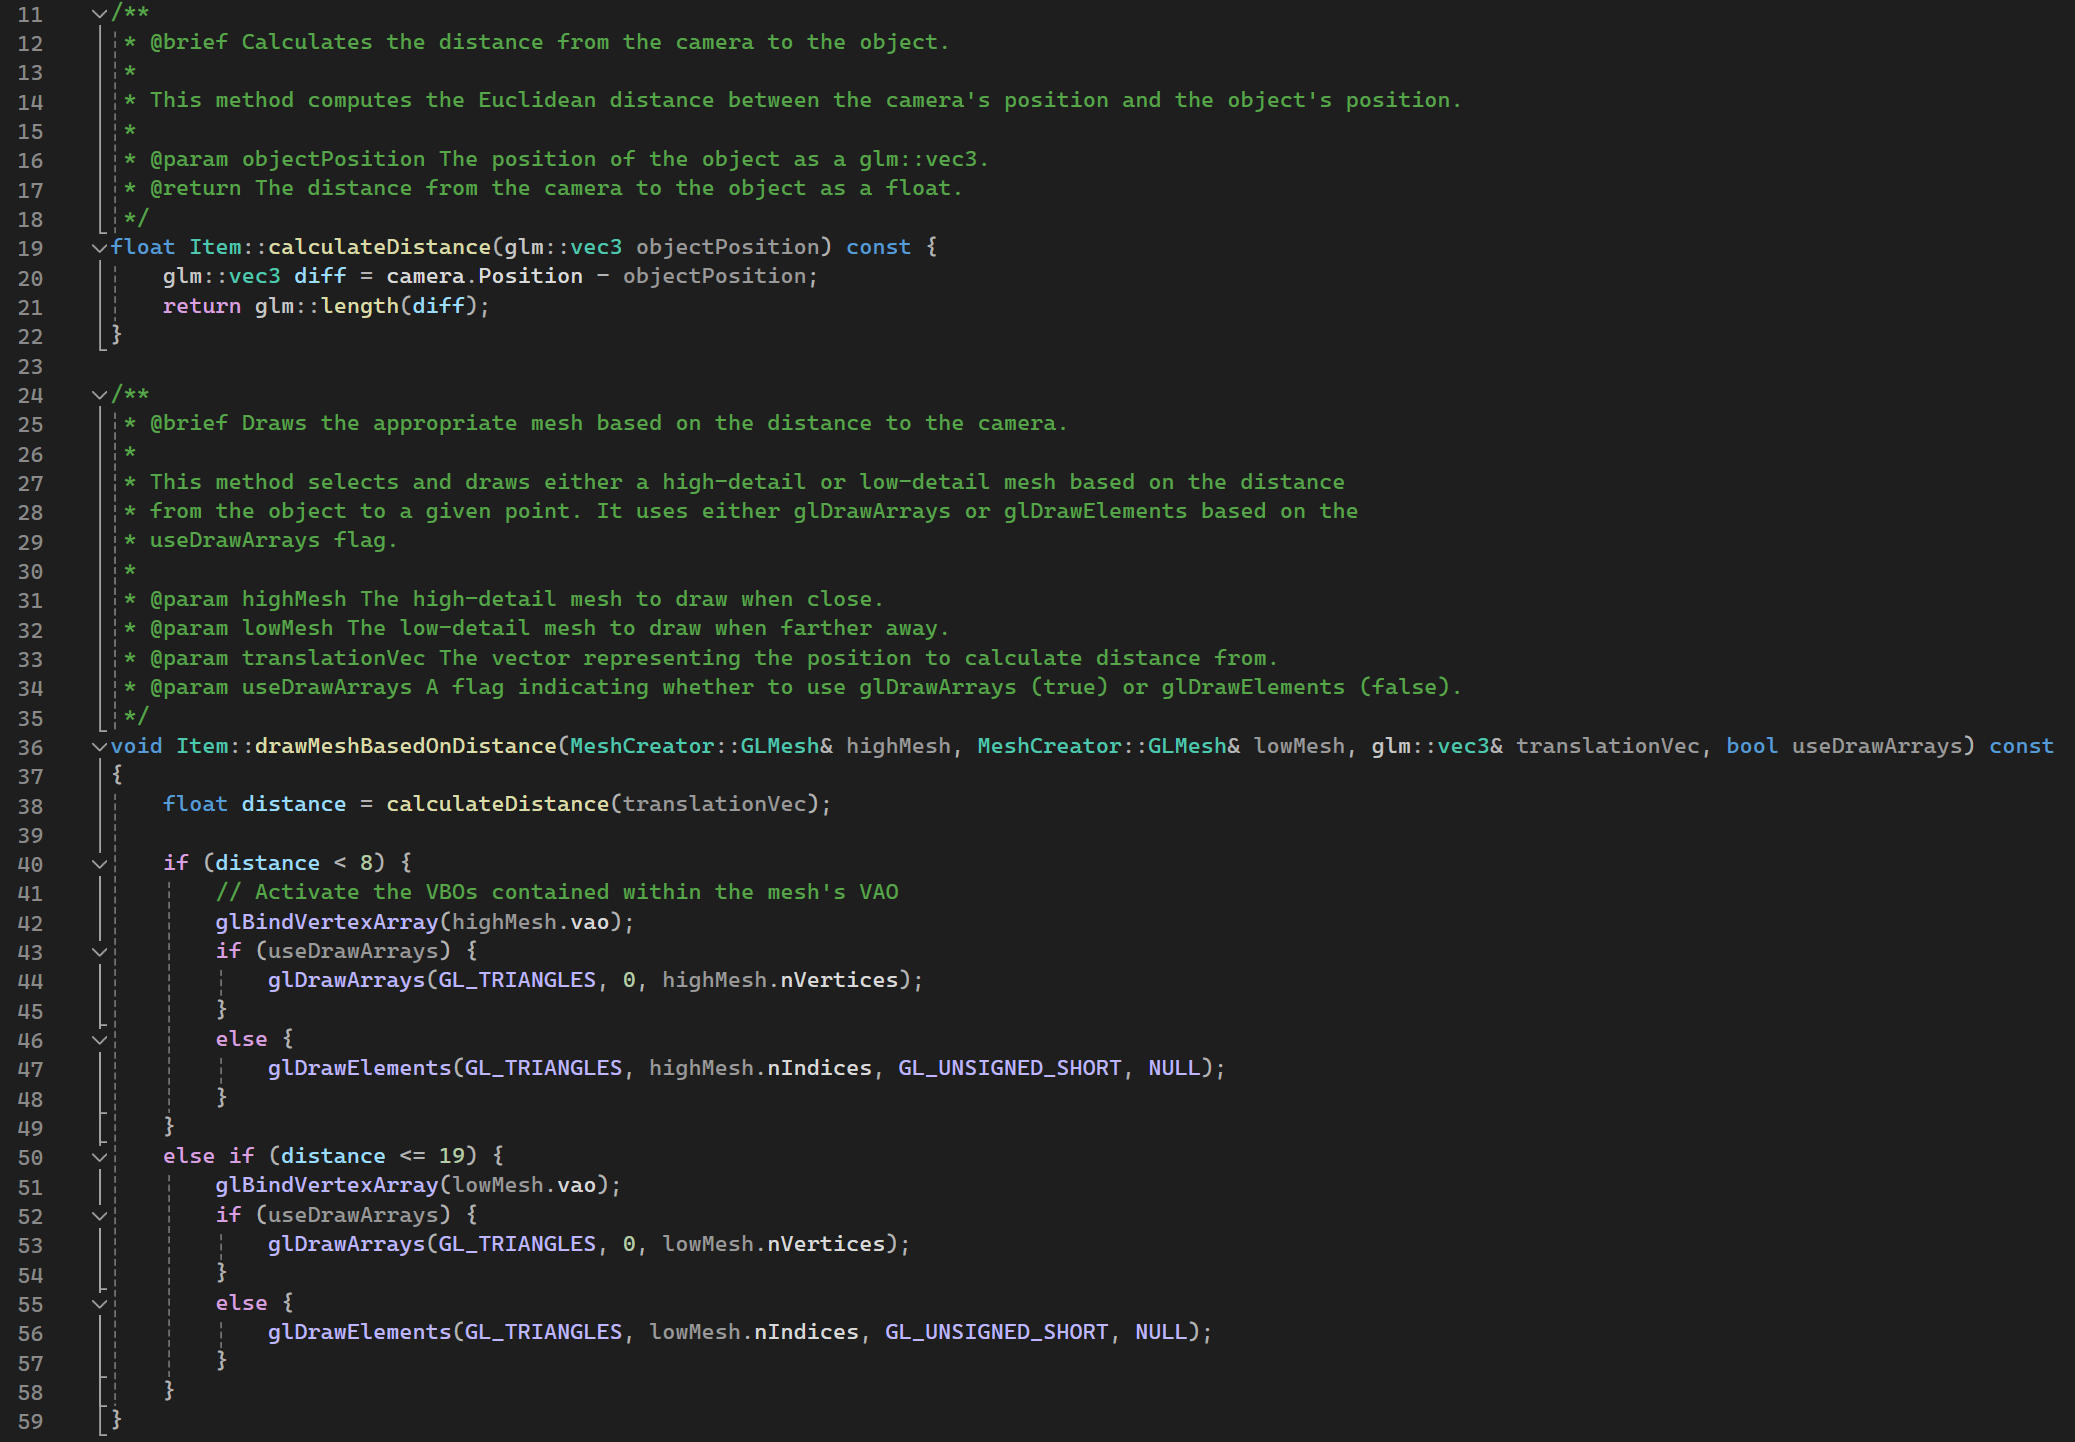 11 /**
12 * @brief Calculates the distance from the camera to the object.
13 *
14 * This method computes the Euclidean distance between the camera's position and the object's position.
15 *
16 * @param objectPosition The position of the object as a glm::vec3.
17 * @return The distance from the camera to the object as a float.
18 */
19 float Item::calculateDistance(glm::vec3 objectPosition) const {
20     glm::vec3 diff = camera.Position - objectPosition;
21     return glm::length(diff);
22 }
23
24 /**
25 * @brief Draws the appropriate mesh based on the distance to the camera.
26 *
27 * This method selects and draws either a high-detail or low-detail mesh based on the distance
28 * from the object to a given point. It uses either glDrawArrays or glDrawElements based on the
29 * useDrawArrays flag.
30 *
31 * @param highMesh The high-detail mesh to draw when close.
32 * @param lowMesh The low-detail mesh to draw when farther away.
33 * @param translationVec The vector representing the position to calculate distance from.
34 * @param useDrawArrays A flag indicating whether to use glDrawArrays (true) or glDrawElements (false).
35 */
36 void Item::drawMeshBasedOnDistance(MeshCreator::GLMesh& highMesh, MeshCreator::GLMesh& lowMesh, glm::vec3& translationVec, bool useDrawArrays) const
37 {
38     float distance = calculateDistance(translationVec);
39
40     if (distance < 8) {
41         // Activate the VBOs contained within the mesh's VAO
42         glBindVertexArray(highMesh.vao);
43         if (useDrawArrays) {
44             glDrawArrays(GL_TRIANGLES, 0, highMesh.nVertices);
45         }
46         else {
47             glDrawElements(GL_TRIANGLES, highMesh.nIndices, GL_UNSIGNED_SHORT, NULL);
48         }
49     }
50     else if (distance <= 19) {
51         glBindVertexArray(lowMesh.vao);
52         if (useDrawArrays) {
53             glDrawArrays(GL_TRIANGLES, 0, lowMesh.nVertices);
54         }
55         else {
56             glDrawElements(GL_TRIANGLES, lowMesh.nIndices, GL_UNSIGNED_SHORT, NULL);
57         }
58     }
59 }